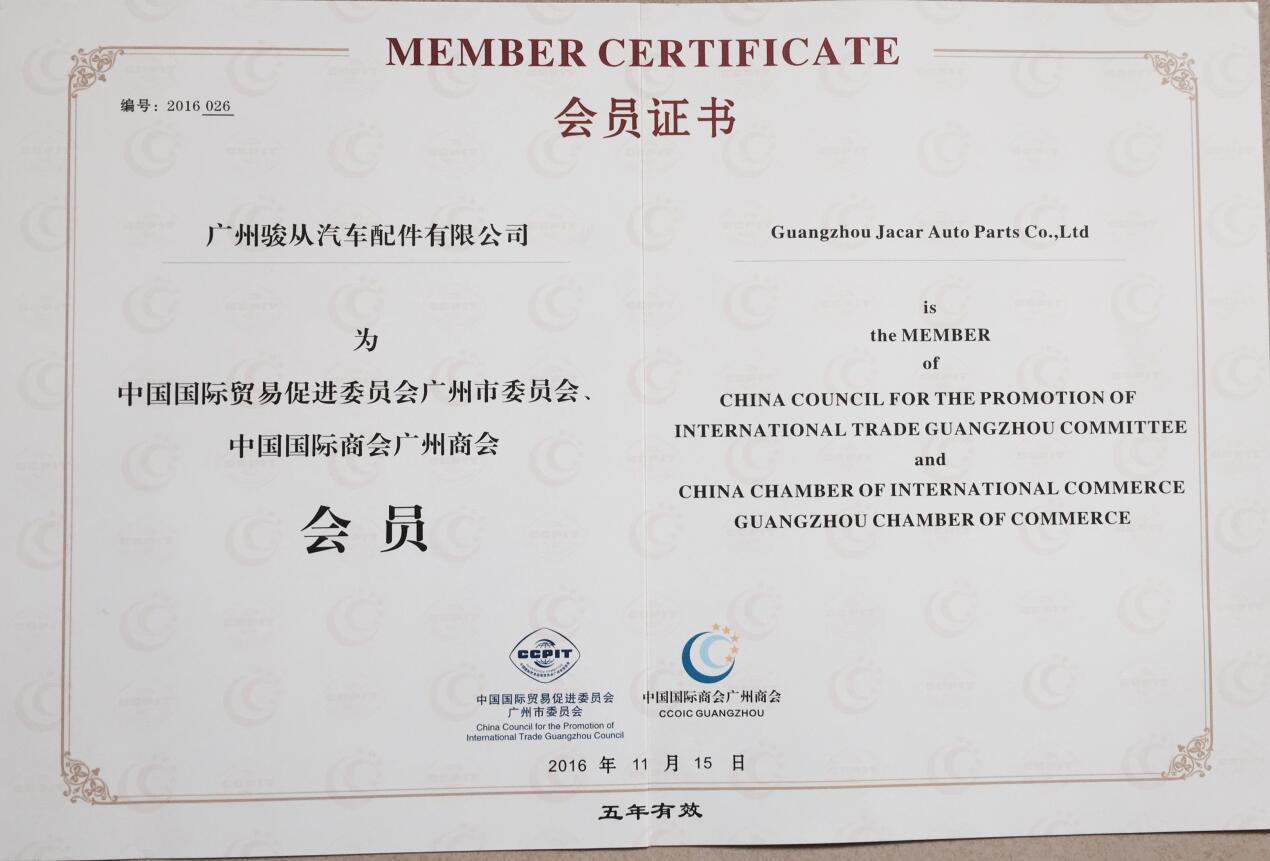 MEMBER CERTIFICATE
会员证书
编号：2016 026
广州骏从汽车配件有限公司
为
中国国际贸易促进委员会广州市委员会、
中国国际商会广州商会
会 员
Guangzhou Jacar Auto Parts Co.,Ltd
is
the MEMBER
of
CHINA COUNCIL FOR THE PROMOTION OF
INTERNATIONAL TRADE GUANGZHOU COMMITTEE
and
CHINA CHAMBER OF INTERNATIONAL COMMERCE
GUANGZHOU CHAMBER OF COMMERCE
CCPIT
中国国际贸易促进委员会
广州市委员会
China Council for the Promotion of
International Trade Guangzhou Council
中国国际商会广州商会
CCOIC GUANGZHOU
2016 年 11 月 15 日
五年有效